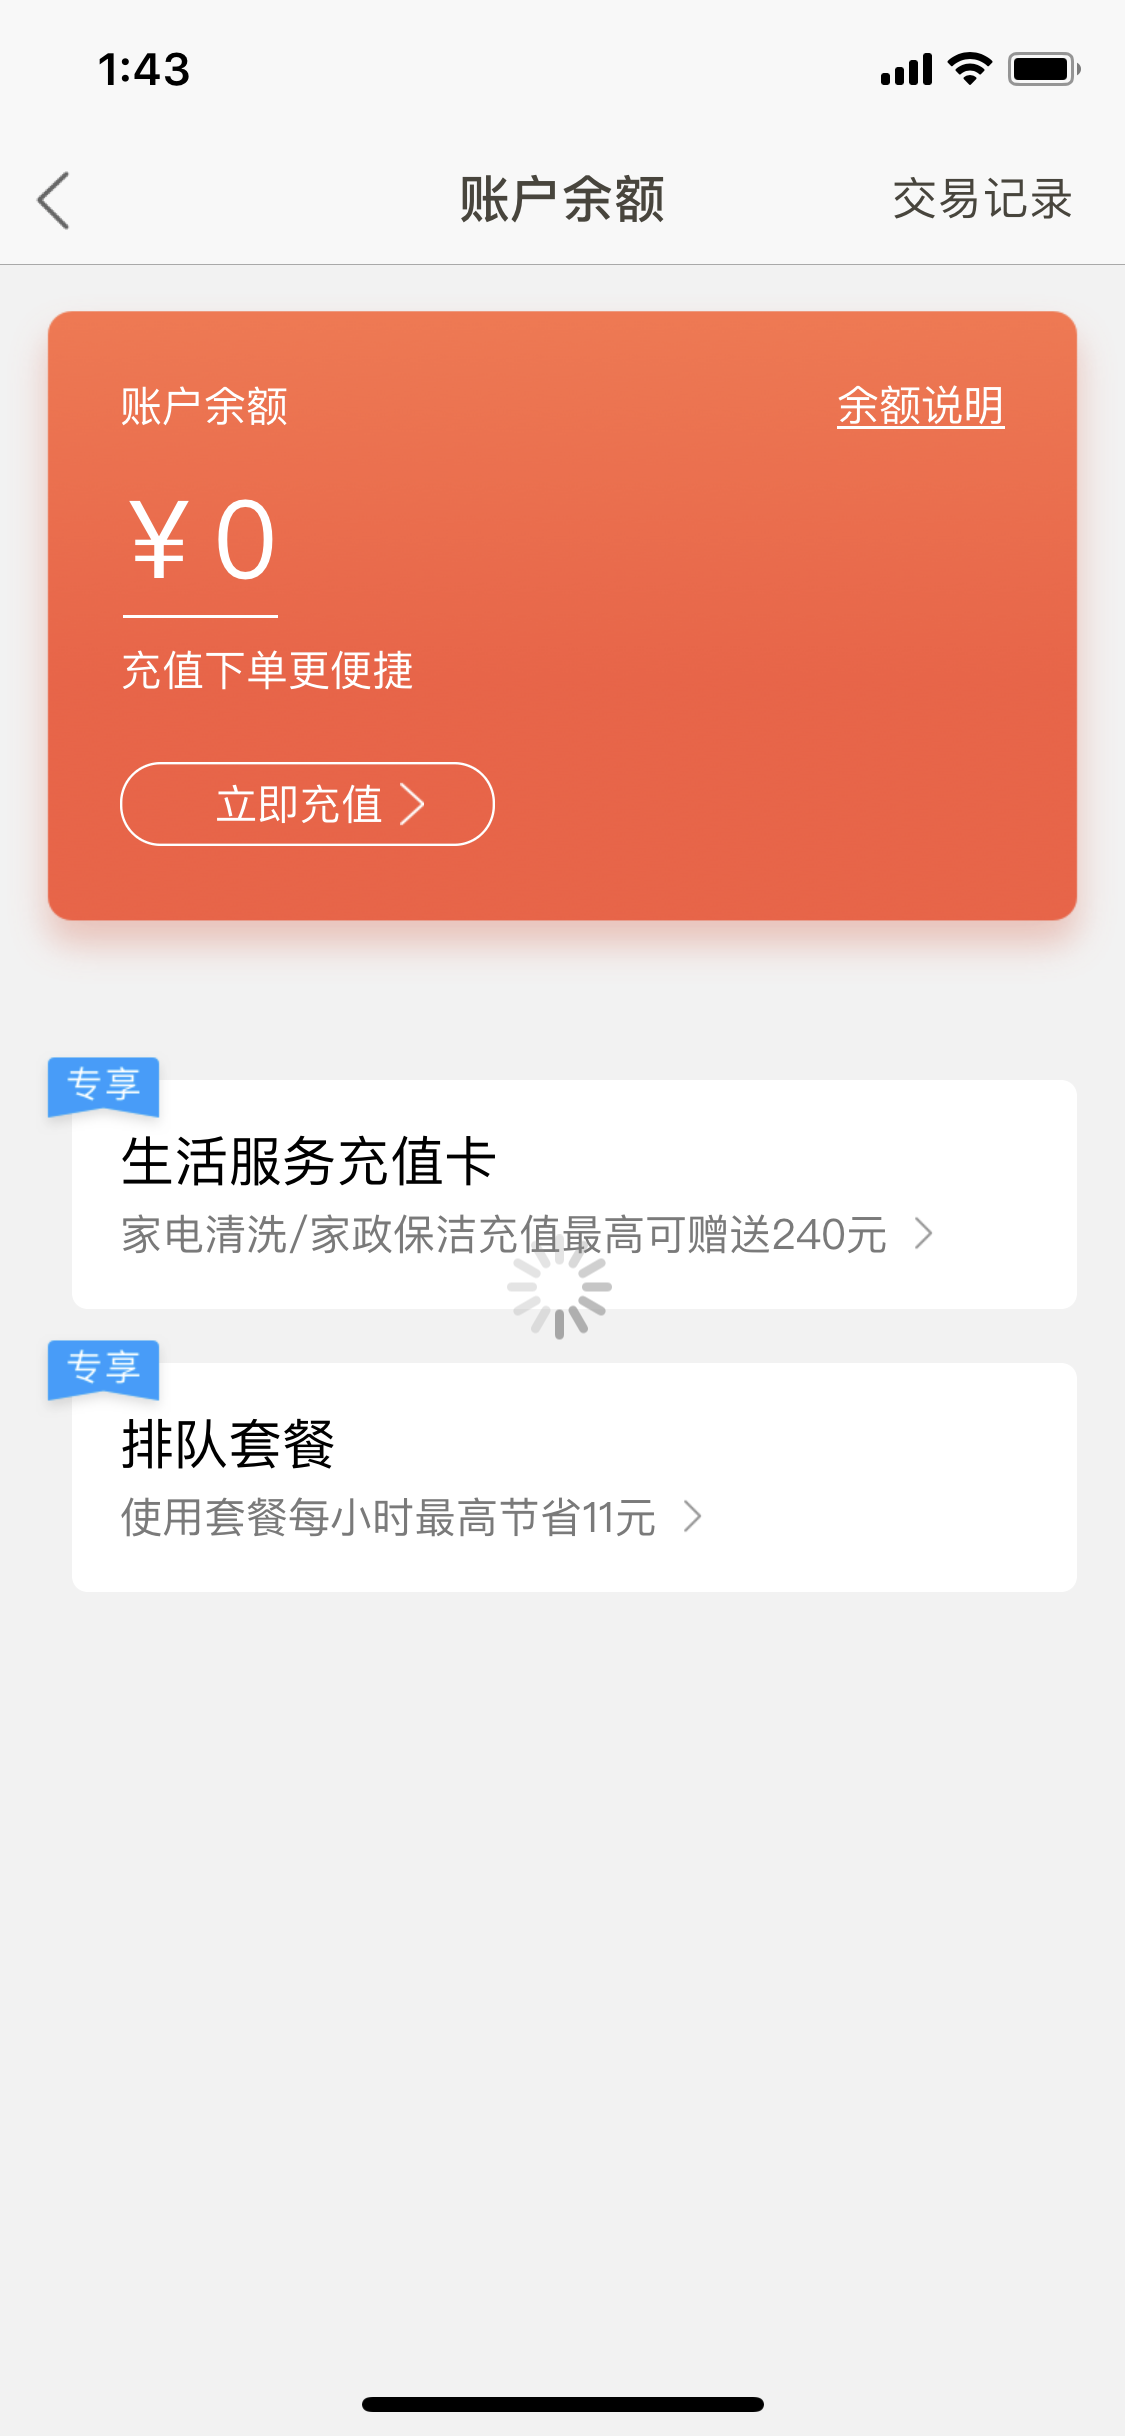 1:43
账户余额
交易记录
账户余额
余额说明
¥ 0
充值下单更便捷
立即充值
专享
生活服务充值卡
家电清洗/家政保洁充值最高可赠送240元
专享
排队套餐
使用套餐每小时最高节省11元